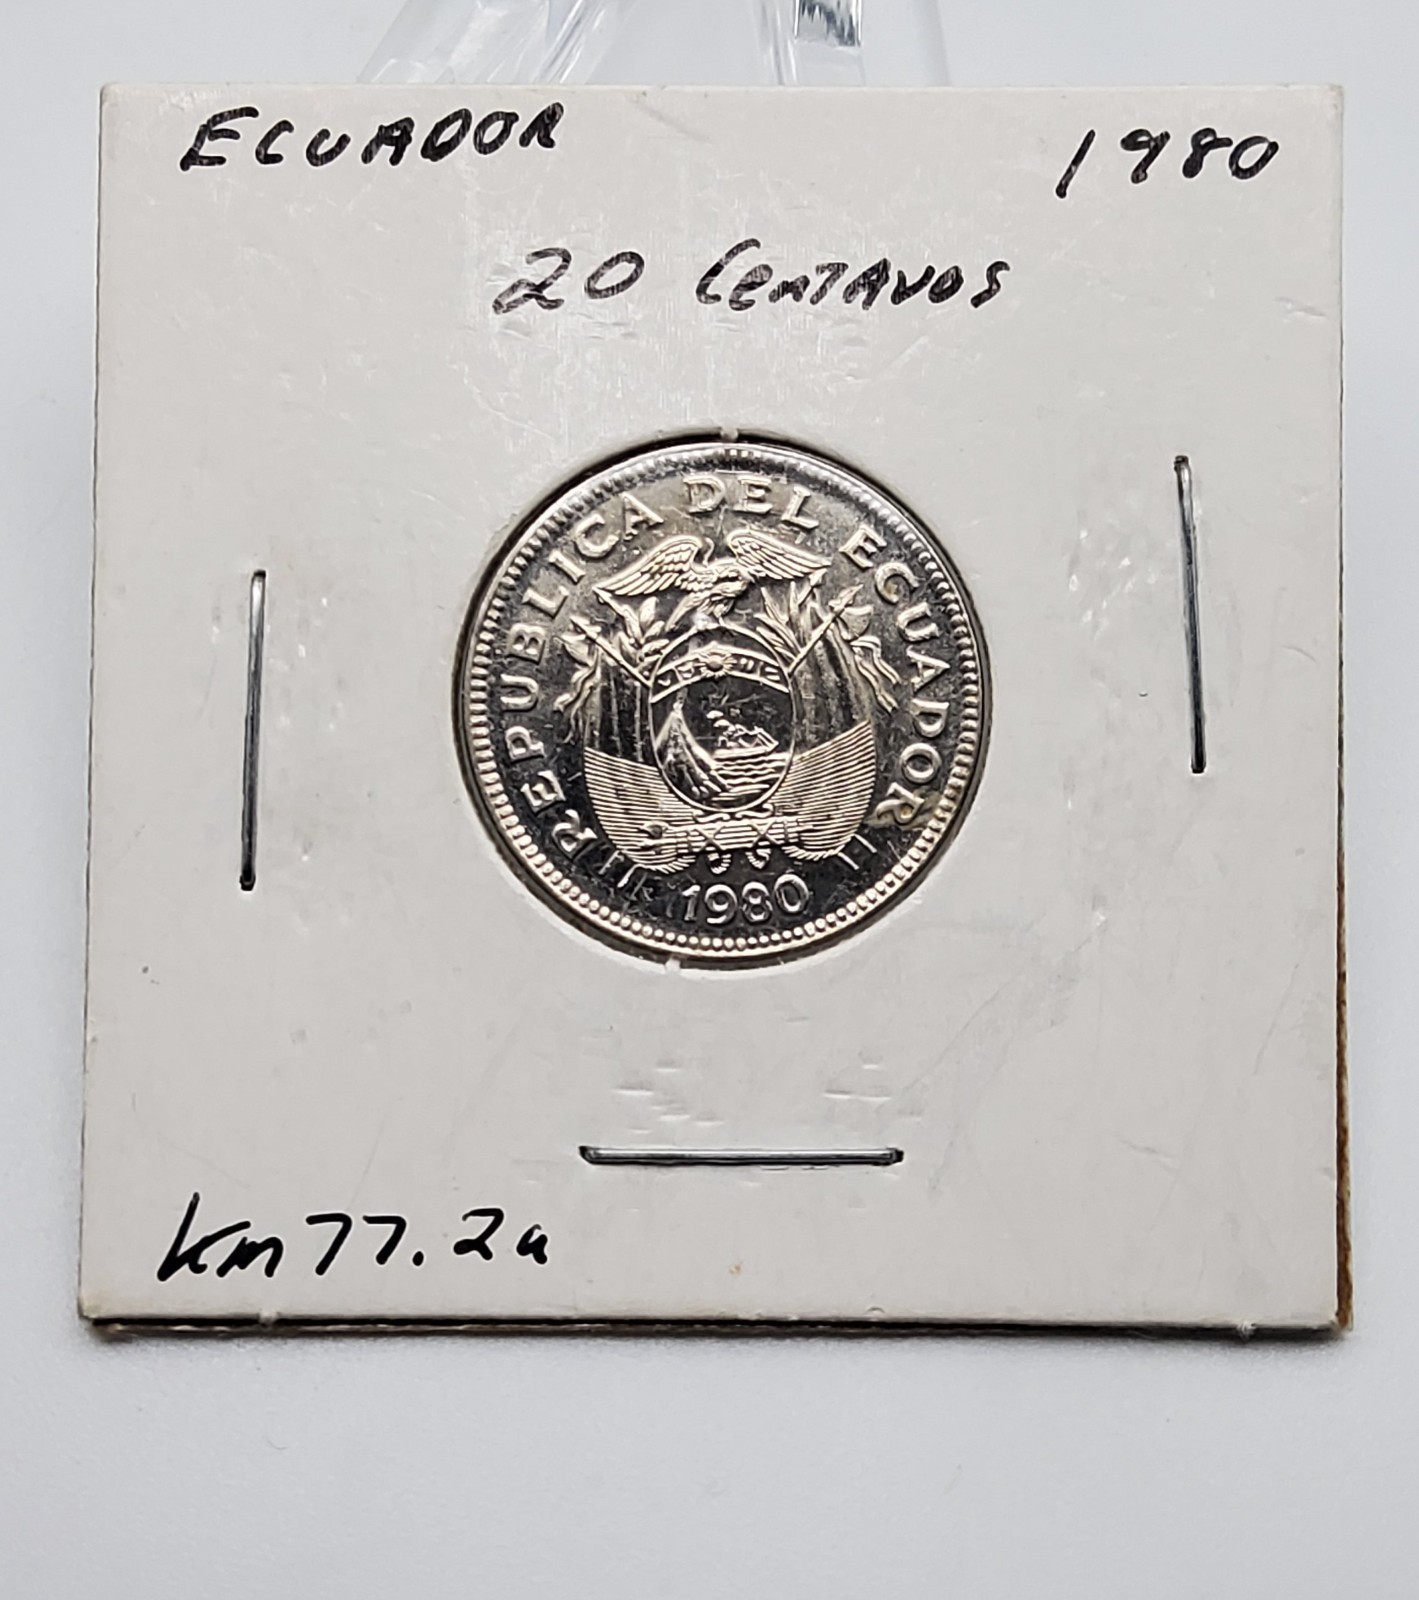 ECUADOR 1980
20 CENTAVOS
REPUBLICA DEL ECUADOR
1980
km 77.2a